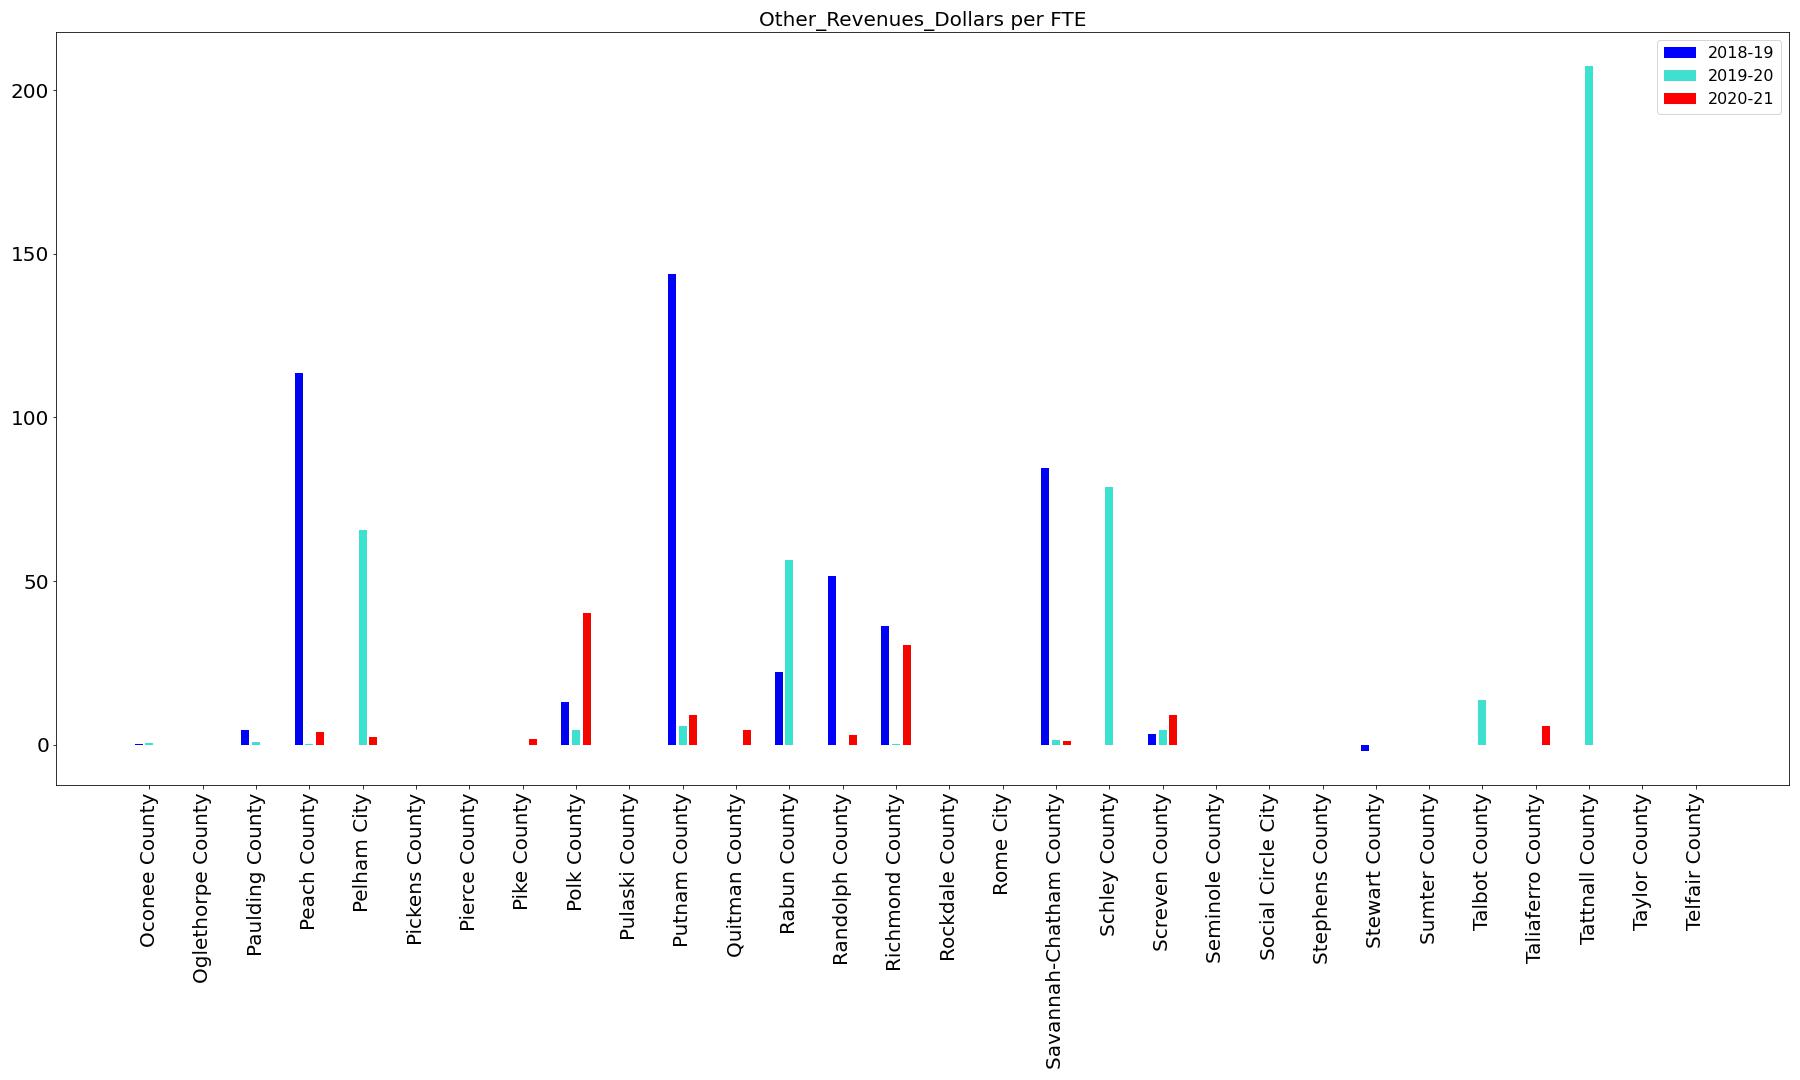 Other_Revenues_Dollars per FTE
2018-19
2019-20
2020-21
200
150
100
50
0
Oconee County
Oglethorpe County
Paulding County
Peach County
Pelham City
Pickens County
Pierce County
Pike County
Polk County
Pulaski County
Putnam County
Quitman County
Rabun County
Randolph County
Richmond County
Rockdale County
Rome City
Savannah-Chatham County
Schley County
Screven County
Seminole County
Social Circle City
Stephens County
Stewart County
Sumter County
Talbot County
Taliaferro County
Tattnall County
Taylor County
Telfair County